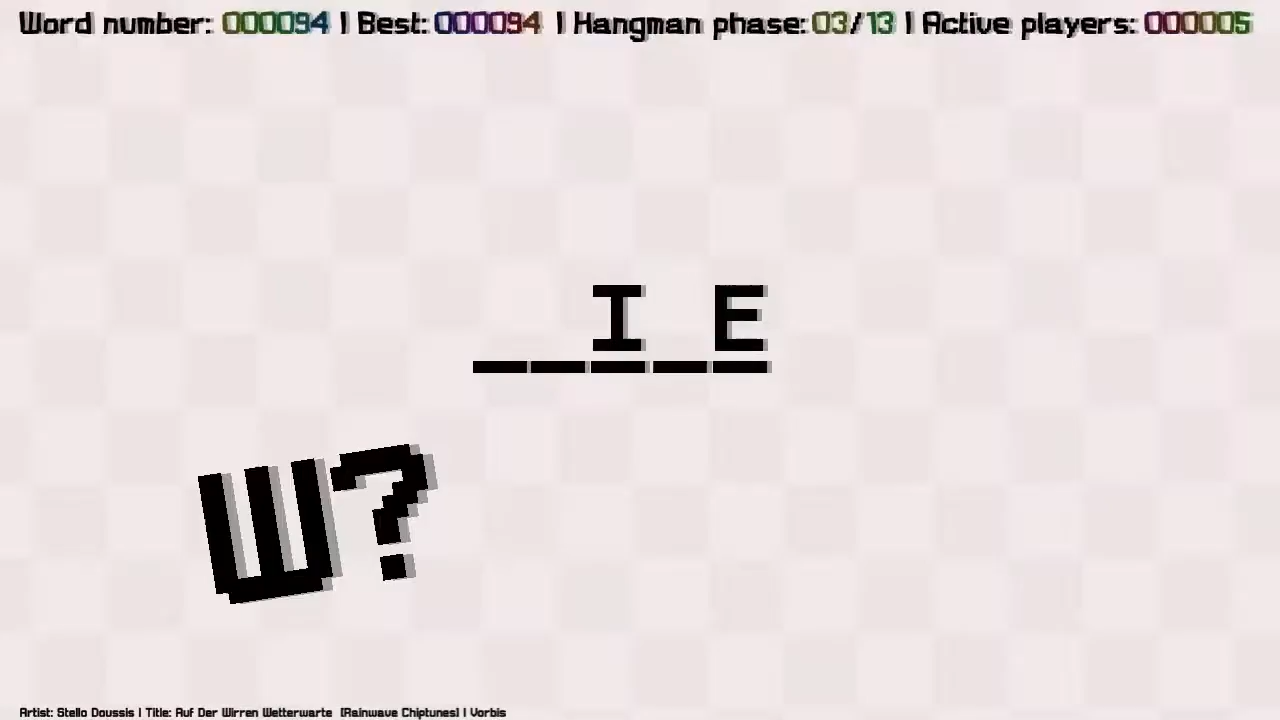 Word number: 000094 | Best: 000094 | Hangman phase: 03/13 | Active players: 000005
__I_E
W?
Artist: Stello Doussis | Title: Auf Der Wirren Wetterwarte [Rainwave Chiptunes] | Vorbis